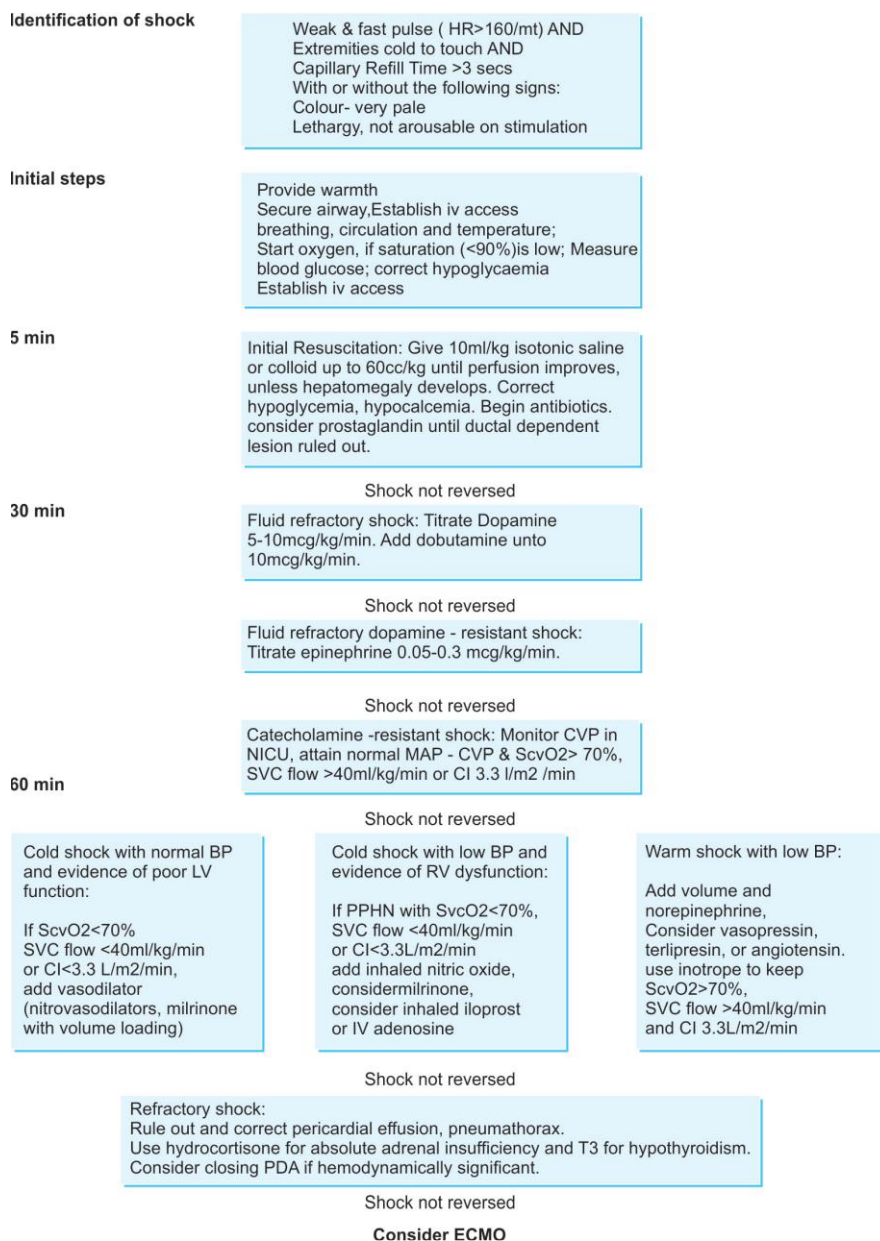 Identification of shock
Weak & fast pulse ( HR>160/mt) AND
Extremities cold to touch AND
Capillary Refill Time >3 secs
With or without the following signs:
Colour- very pale
Lethargy, not arousable on stimulation
Initial steps
Provide warmth
Secure airway,Establish iv access
breathing, circulation and temperature;
Start oxygen, if saturation (<90%)is low; Measure
blood glucose; correct hypoglycaemia
Establish iv access
5 min
Initial Resuscitation: Give 10ml/kg isotonic saline
or colloid up to 60cc/kg until perfusion improves,
unless hepatomegaly develops. Correct
hypoglycemia, hypocalcemia. Begin antibiotics.
consider prostaglandin until ductal dependent
lesion ruled out.
Shock not reversed
30 min
Fluid refractory shock: Titrate Dopamine
5-10mcg/kg/min. Add dobutamine unto
10mcg/kg/min.
Shock not reversed
Fluid refractory dopamine - resistant shock:
Titrate epinephrine 0.05-0.3 mcg/kg/min.
Shock not reversed
Catecholamine -resistant shock: Monitor CVP in
NICU, attain normal MAP - CVP & ScvO2> 70%,
SVC flow >40ml/kg/min or CI 3.3 l/m2 /min
60 min
Shock not reversed
Cold shock with normal BP
and evidence of poor LV
function:
If ScvO2<70%
SVC flow <40ml/kg/min
or CI<3.3 L/m2/min,
add vasodilator
(nitrovasodilators, milrinone
with volume loading)
Cold shock with low BP and
evidence of RV dysfunction:
If PPHN with SvcO2<70%,
SVC flow <40ml/kg/min
or CI<3.3L/m2/min
add inhaled nitric oxide,
considermilrinone,
consider inhaled iloprost
or IV adenosine
Warm shock with low BP:
Add volume and
norepinephrine,
Consider vasopressin,
terlipresin, or angiotensin.
use inotrope to keep
ScvO2>70%,
SVC flow >40ml/kg/min
and CI 3.3L/m2/min
Shock not reversed
Refractory shock:
Rule out and correct pericardial effusion, pneumathorax.
Use hydrocortisone for absolute adrenal insufficiency and T3 for hypothyroidism.
Consider closing PDA if hemodynamically significant.
Shock not reversed
Consider ECMO